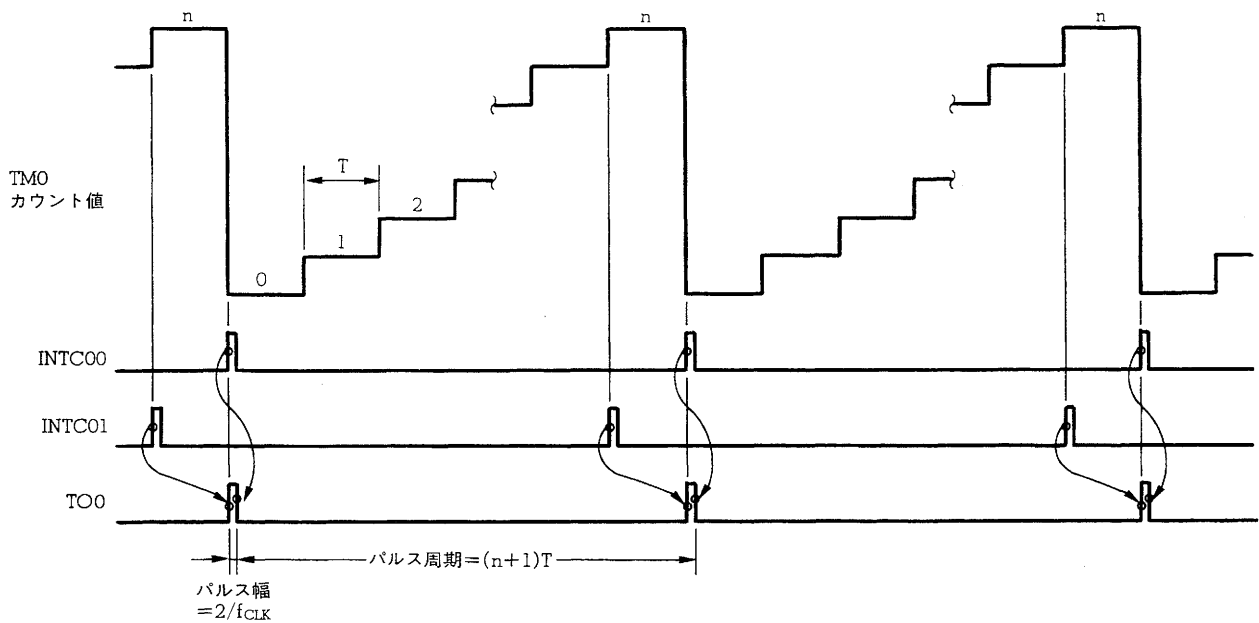 n
n
n
T
TM0
カウント値
2
1
0
INTC00
INTC01
TO0
パルス周期=(n+1)T
パルス幅
=2/fCLK